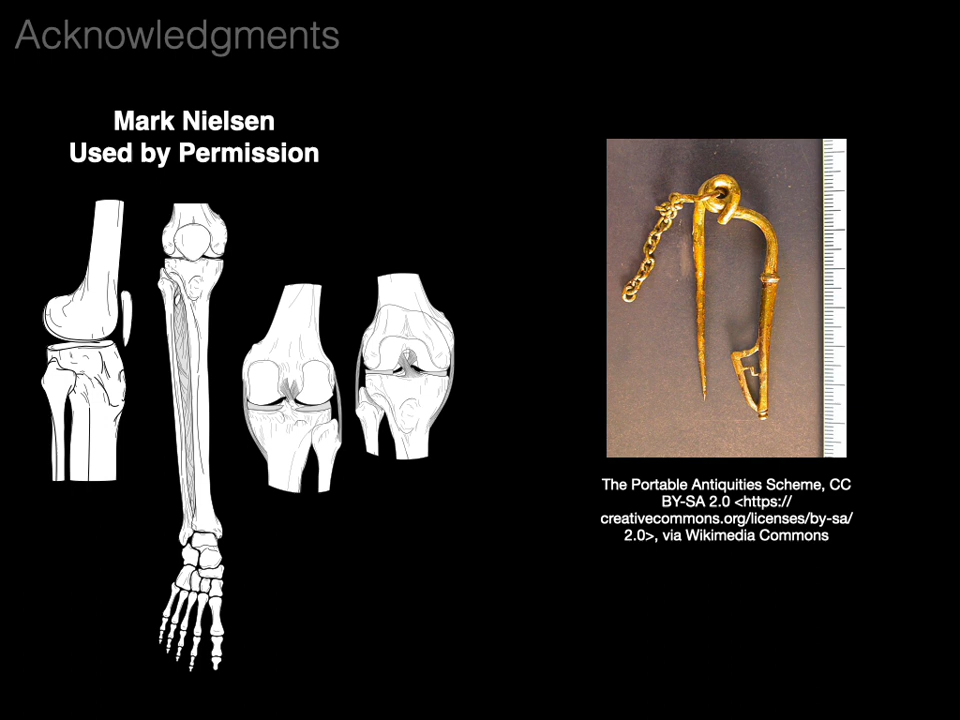 Acknowledgments
Mark Nielsen
Used by Permission
The Portable Antiquities Scheme, CC
BY-SA 2.0 <https://
creativecommons.org/licenses/by-sa/
2.0>, via Wikimedia Commons